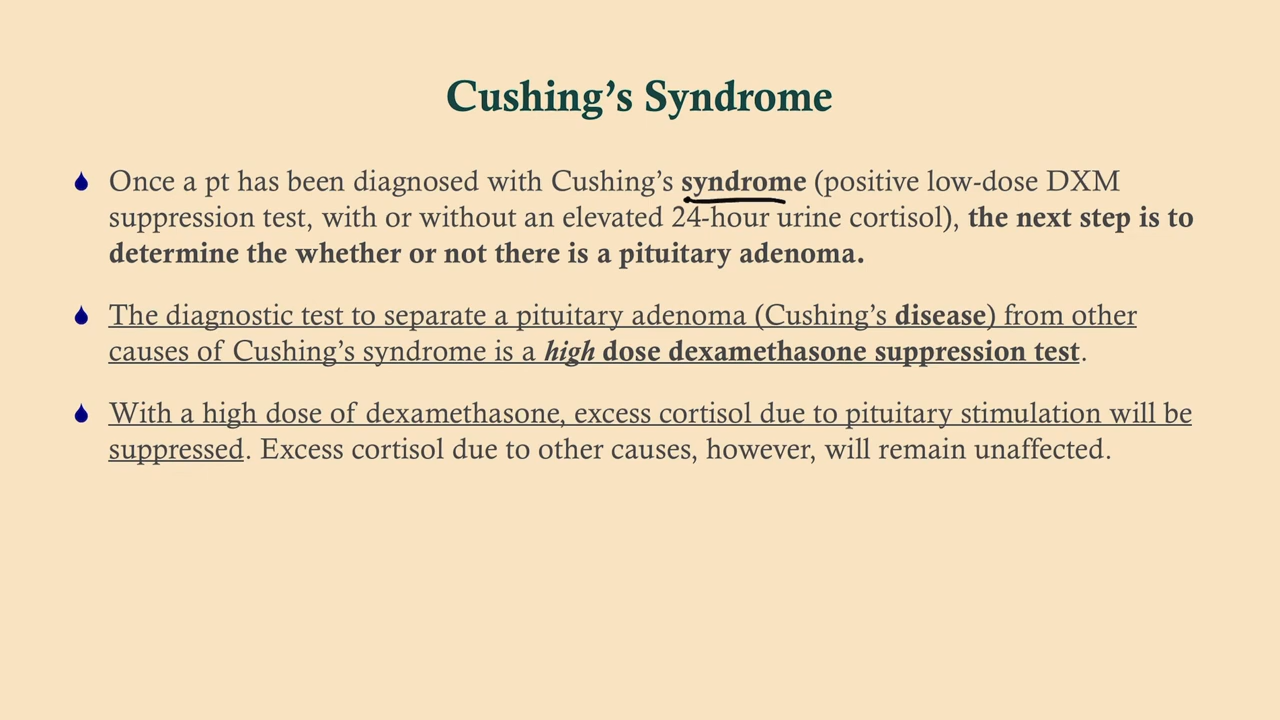 Cushing’s Syndrome
Once a pt has been diagnosed with Cushing’s syndrome (positive low-dose DXM
suppression test, with or without an elevated 24-hour urine cortisol), the next step is to
determine the whether or not there is a pituitary adenoma.
The diagnostic test to separate a pituitary adenoma (Cushing’s disease) from other
causes of Cushing’s syndrome is a high dose dexamethasone suppression test.
With a high dose of dexamethasone, excess cortisol due to pituitary stimulation will be
suppressed. Excess cortisol due to other causes, however, will remain unaffected.